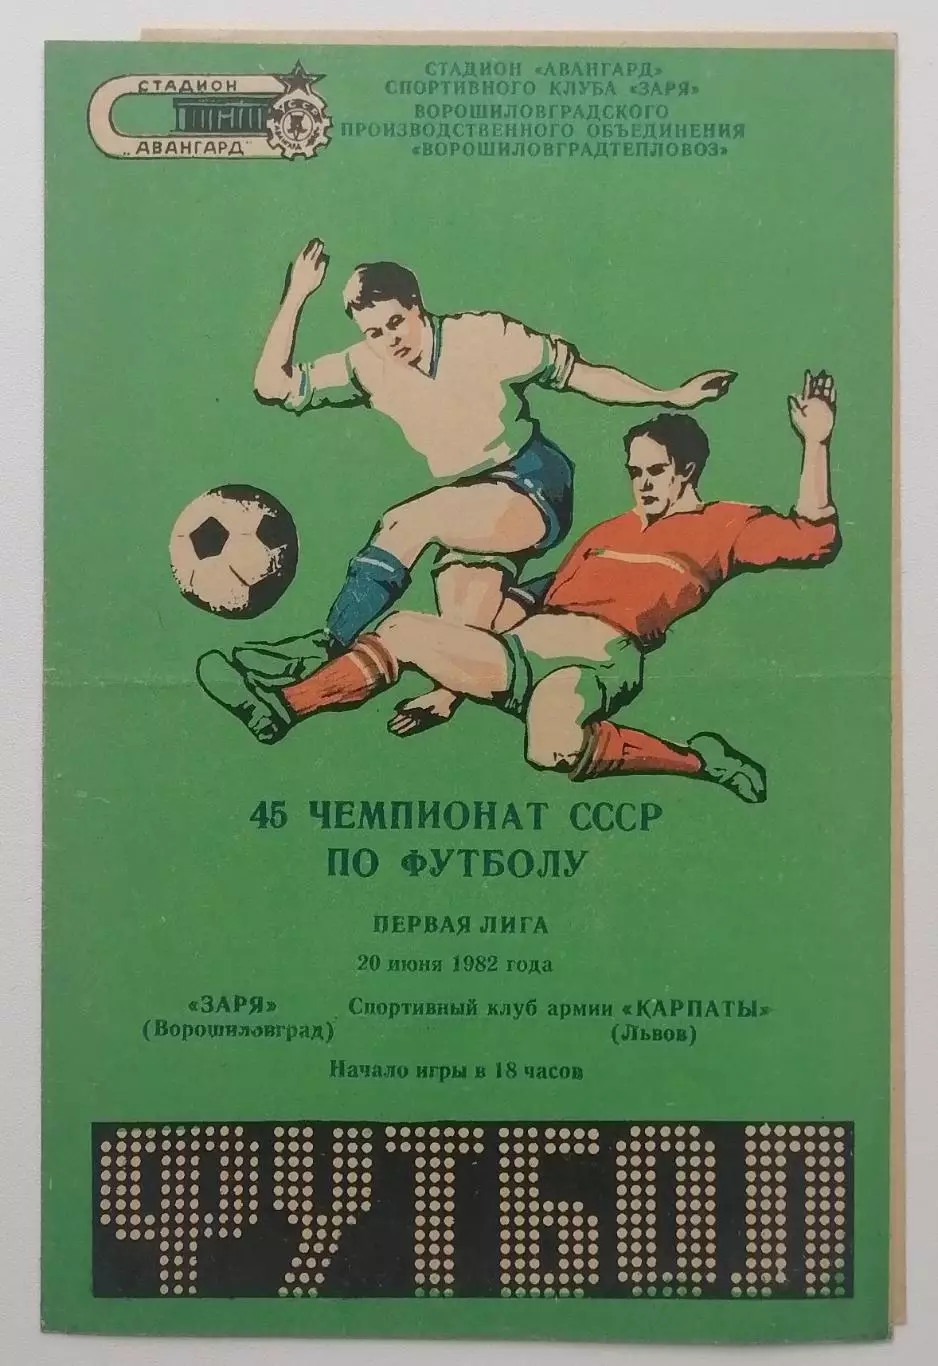 СТАДИОН
„АВАНГАРД"
УССР
СТАДИОН «АВАНГАРД»
СПОРТИВНОГО КЛУБА «ЗАРЯ»
ВОРОШИЛОВГРАДСКОГО
ПРОИЗВОДСТВЕННОГО ОБЪЕДИНЕНИЯ
«ВОРОШИЛОВГРАДТЕПЛОВОЗ»
45 ЧЕМПИОНАТ СССР
ПО ФУТБОЛУ
ПЕРВАЯ ЛИГА
20 июня 1982 года
«ЗАРЯ» Спортивный клуб армии «КАРПАТЫ»
(Ворошиловград) (Львов)
Начало игры в 18 часов
ФУТБОЛ